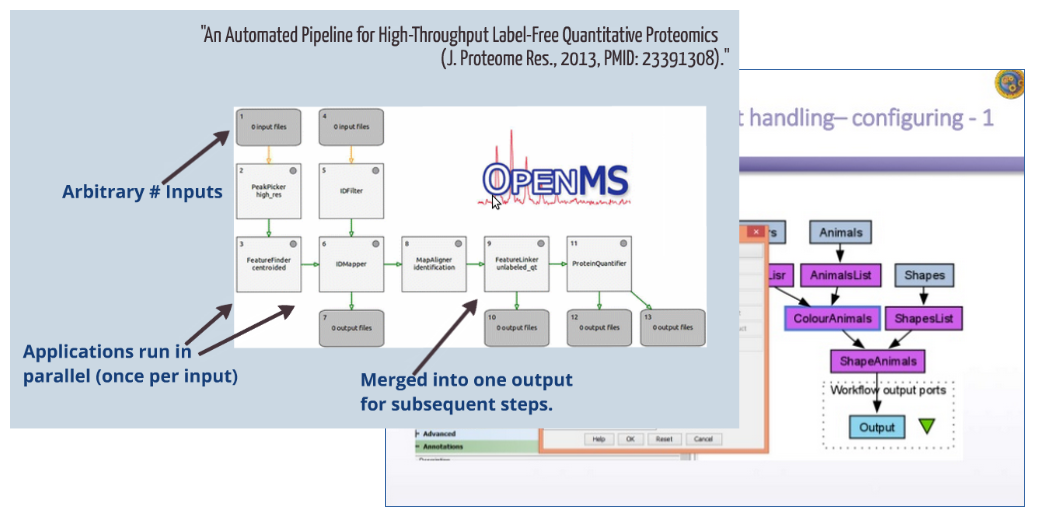 "An Automated Pipeline for High-Throughput Label-Free Quantitative Proteomics
(J. Proteome Res., 2013, PMID: 23391308)."
t handling– configuring - 1
1
0 input files
4
0 input files
OPENMS
Arbitrary # Inputs
2
PeakPicker
high_res
5
IDFilter
3
FeatureFinder
centroided
6
IDMapper
8
MapAligner
identification
9
FeatureLinker
unlabeled_qt
11
ProteinQuantifier
7
0 output files
10
0 output files
12
0 output files
13
0 output files
Applications run in
parallel (once per input)
Merged into one output
for subsequent steps.
rs
Animals
Lisr
AnimalsList
Shapes
ColourAnimals
ShapesList
ShapeAnimals
Workflow output ports
Output
Help
OK
Reset
Cancel
Advanced
Annotations